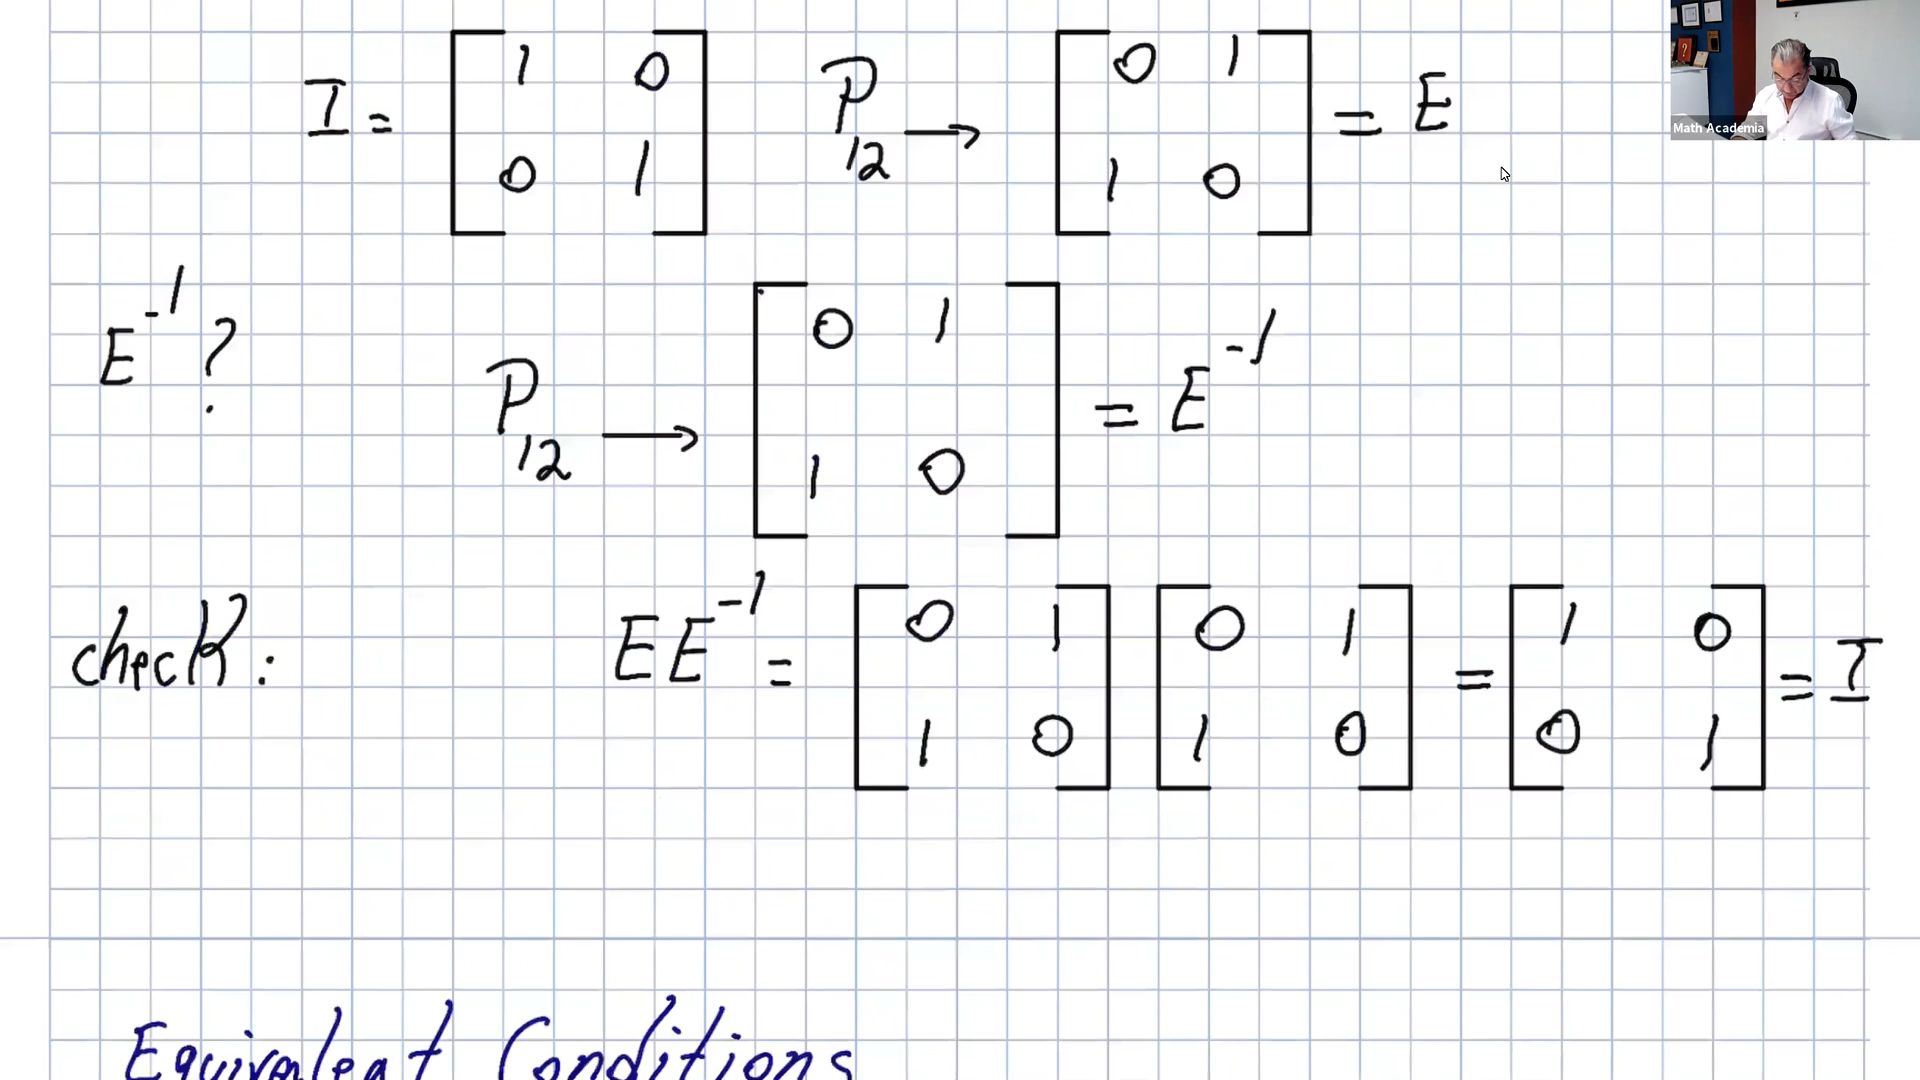 I = [1 0; 0 1] P12 → [0 1; 1 0] = E
Math Academia
E^-1 ? P12 → [0 1; 1 0] = E^-1
check: EE^-1 = [0 1; 1 0] [0 1; 1 0] = [1 0; 0 1] = I
Equivalent Conditions